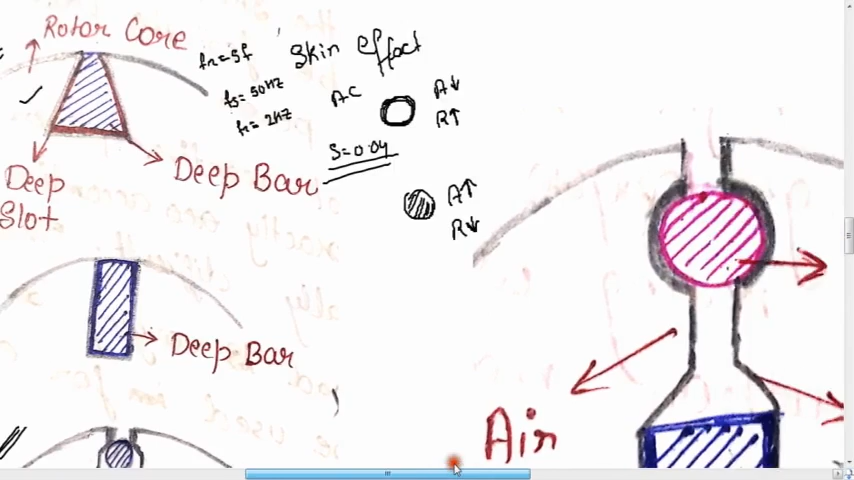 Rotor Core
fr=sf
Skin effect
fs=50HZ
AC
A↓
R↑
fr=2HZ
S=0.04
Deep Bar
Deep
Slot
A↑
R↓
Deep Bar
Air